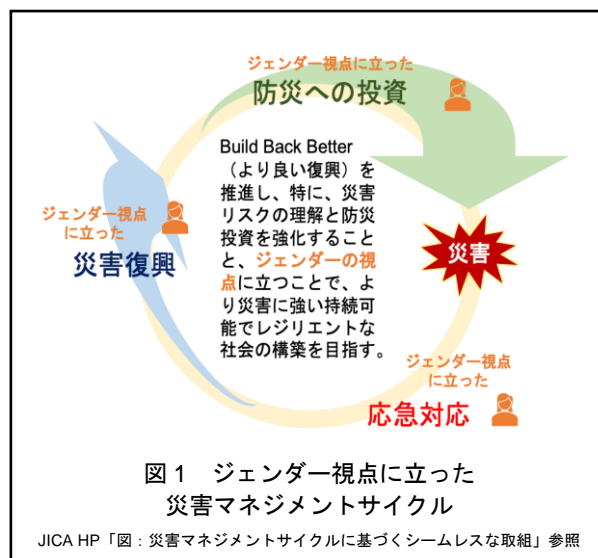 ジェンダー視点に立った
防災への投資
Build Back Better
（より良い復興）を
推進し、特に、災害
リスクの理解と防災
投資を強化すること
と、ジェンダーの視
点に立つことで、よ
り災害に強い持続可
能でレジリエントな
社会の構築を目指す。
ジェンダー視点
に立った
災害復興
災害
ジェンダー視点
に立った
応急対応
図１　ジェンダー視点に立った
災害マネジメントサイクル
JICA HP「図：災害マネジメントサイクルに基づくシームレスな取組」参照